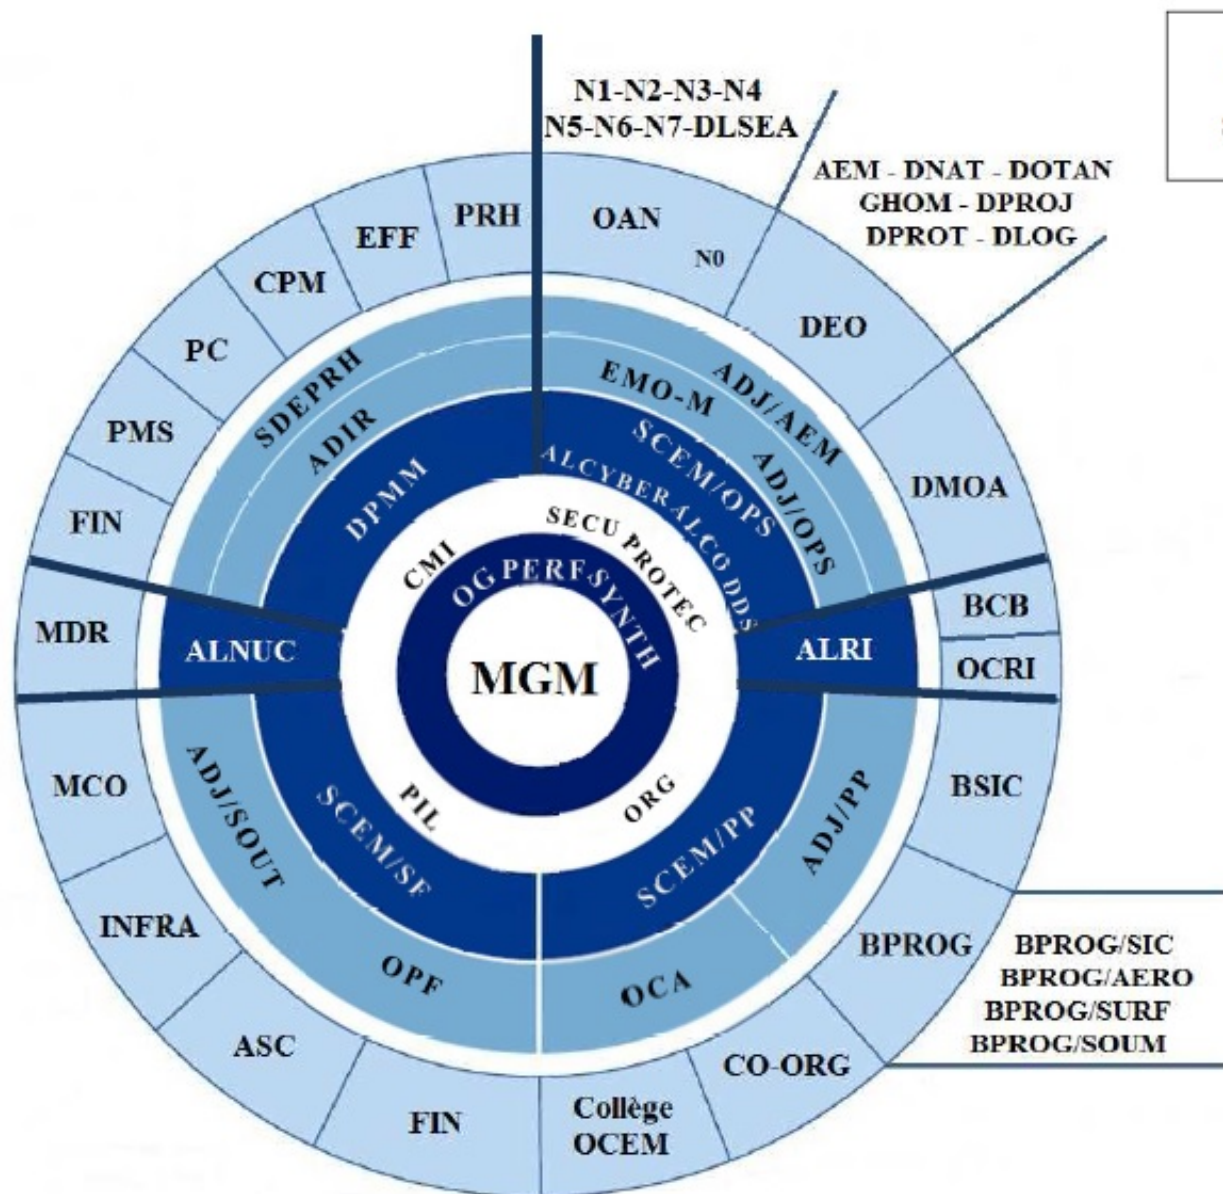 N1-N2-N3-N4
N5-N6-N7-DLSEA
AEM - DNAT - DOTAN
GHOM - DPROJ
DPROT - DLOG
PRH
OAN
N0
EFF
CPM
DEO
PC
PMS
FIN
DMOA
SDEPRH
ADIR
ADJ/AEM
EMO-M
ADJ/OPS
DPMM
SCEM/OPS
ALCYBER ALCO DDS
CMI
SECU PROTEC
OG PERF SYNTH
MGM
MDR
ALNUC
ALRI
BCB
OCRI
MCO
BSIC
ADJ/SOUT
SCEM/SF
PIL
ORG
SCEM/PP
ADJ/PP
INFRA
OPF
OCA
BPROG
BPROG/SIC
BPROG/AERO
BPROG/SURF
BPROG/SOUM
ASC
CO-ORG
FIN
Collège
OCEM